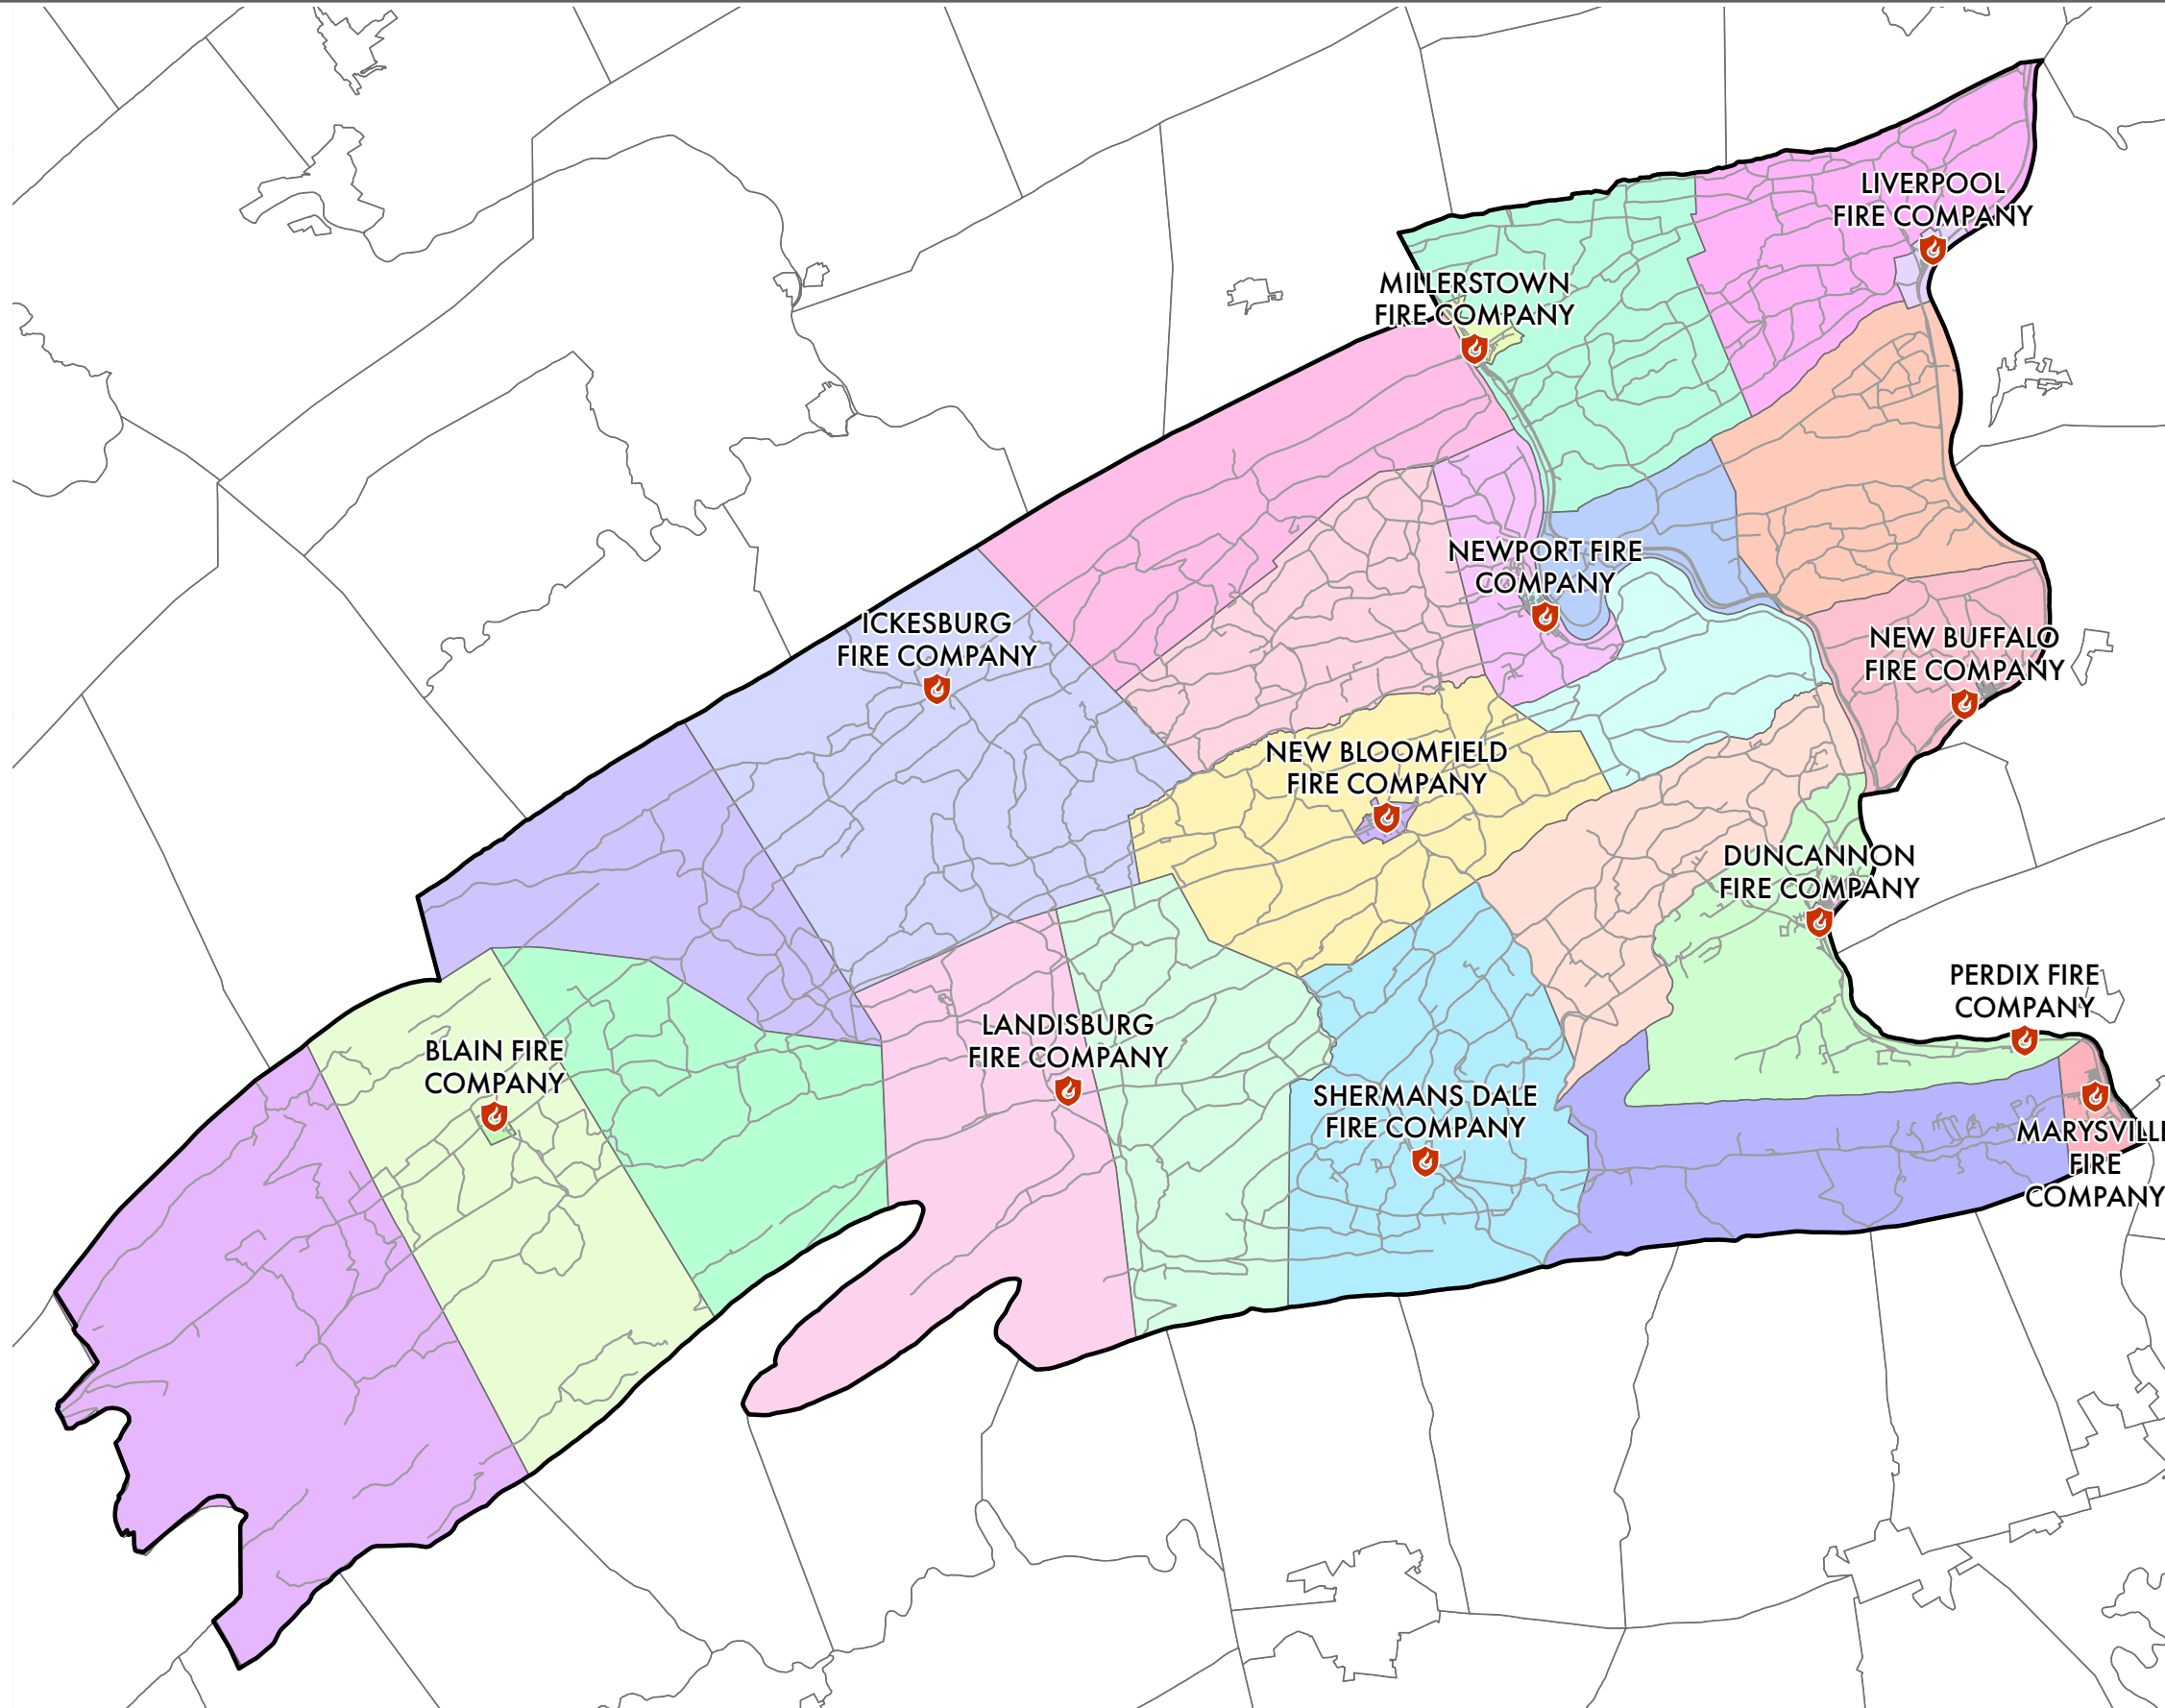 LIVERPOOL
FIRE COMPANY
MILLERSTOWN
FIRE COMPANY
NEWPORT FIRE
COMPANY
ICKESBURG
FIRE COMPANY
NEW BUFFALO
FIRE COMPANY
NEW BLOOMFIELD
FIRE COMPANY
DUNCANNON
FIRE COMPANY
PERDIX FIRE
COMPANY
LANDISBURG
FIRE COMPANY
BLAIN FIRE
COMPANY
SHERMANS DALE
FIRE COMPANY
MARYSVILLE
FIRE
COMPANY